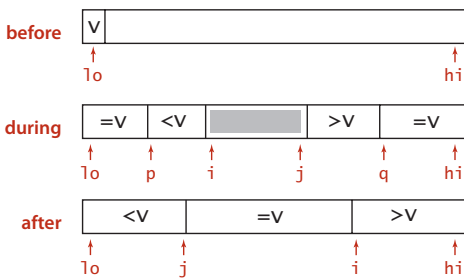 before v
lo hi
during =v <v >v =v
lo p i j q hi
after <v =v >v
lo j i hi